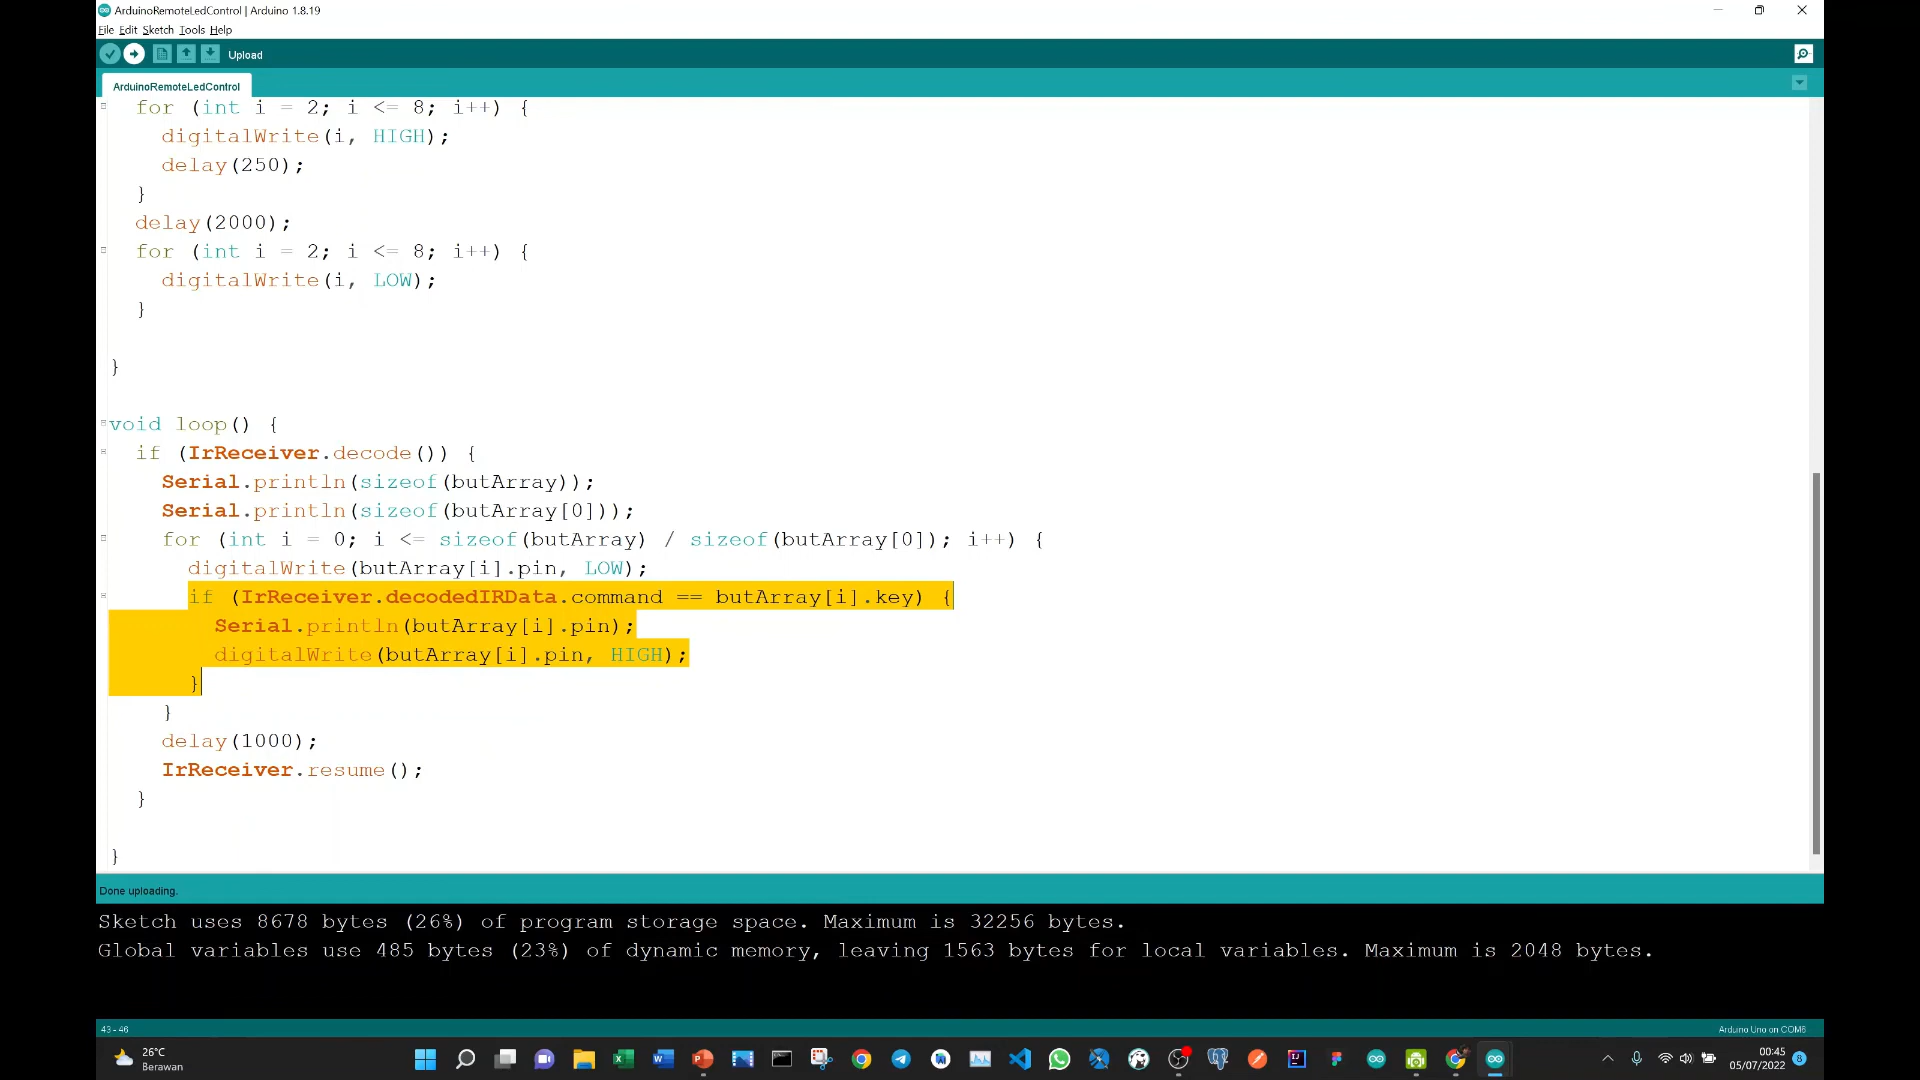 ArduinoRemoteLedControl | Arduino 1.8.19
File Edit Sketch Tools Help
Upload
ArduinoRemoteLedControl
for (int i = 2; i <= 8; i++) {
digitalWrite(i, HIGH);
delay(250);
}
delay(2000);
for (int i = 2; i <= 8; i++) {
digitalWrite(i, LOW);
}
}
void loop() {
if (IrReceiver.decode()) {
Serial.println(sizeof(butArray));
Serial.println(sizeof(butArray[0]));
for (int i = 0; i <= sizeof(butArray) / sizeof(butArray[0]); i++) {
digitalWrite(butArray[i].pin, LOW);
if (IrReceiver.decodedIRData.command == butArray[i].key) {
Serial.println(butArray[i].pin);
digitalWrite(butArray[i].pin, HIGH);
}
}
delay(1000);
IrReceiver.resume();
}
}
Done uploading.
Sketch uses 8678 bytes (26%) of program storage space. Maximum is 32256 bytes.
Global variables use 485 bytes (23%) of dynamic memory, leaving 1563 bytes for local variables. Maximum is 2048 bytes.
43 - 46
Arduino Uno on COM6
26°C
Berawan
00:45
05/07/2022
8